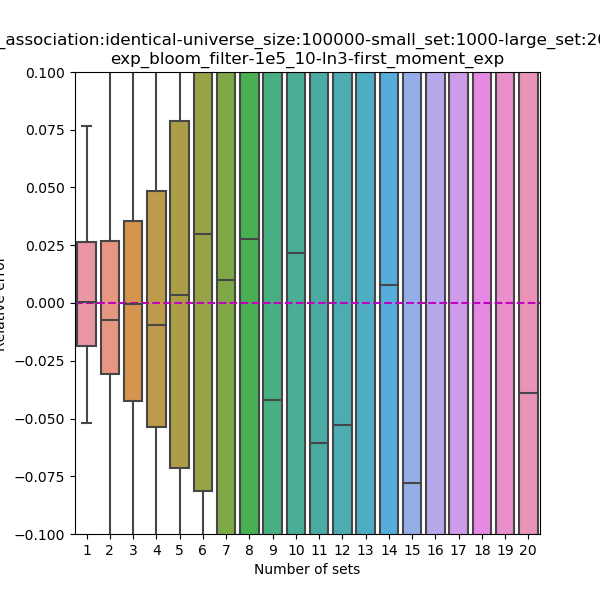 _association:identical-universe_size:100000-small_set:1000-large_set:20
exp_bloom_filter-1e5_10-ln3-first_moment_exp
0.100
0.075
0.050
0.025
0.000
−0.025
−0.050
−0.075
−0.100
Relative error
1 2 3 4 5 6 7 8 9 10 11 12 13 14 15 16 17 18 19 20
Number of sets